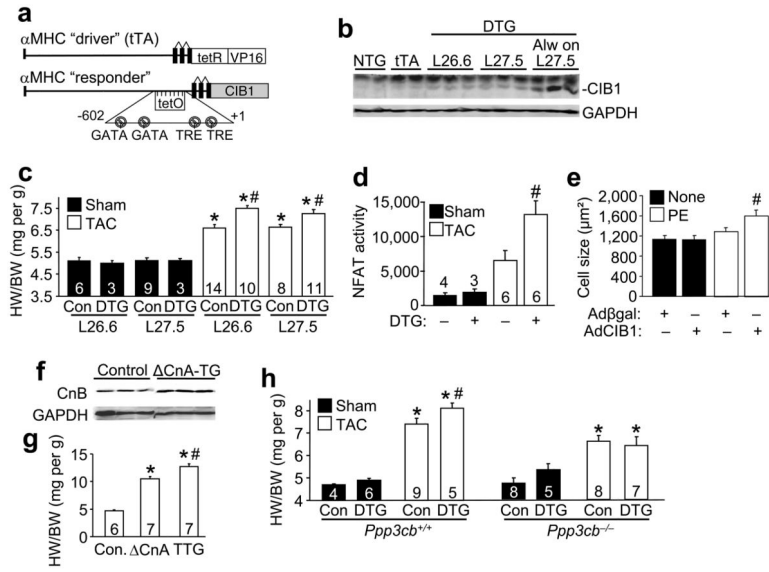 a
αMHC "driver" (tTA)
tetR VP16
αMHC "responder"
CIB1
tetO
-602 +1
GATA GATA TRE TRE
b
DTG
Alw on
NTG tTA L26.6 L27.5 L27.5
-CIB1
GAPDH
c
HW/BW (mg per g)
Sham
TAC
7.5
6.5
5.5
4.5
3.5
* *# * *#
6 3 9 3 14 10 8 11
Con DTG Con DTG Con DTG Con DTG
L26.6 L27.5 L26.6 L27.5
d
NFAT activity
Sham
TAC
15,000
10,000
5,000
0
#
4 3 6 6
DTG: – + – +
e
Cell size (µm²)
None
PE
2,000
1,600
1,200
800
400
0
#
Adβgal: + – + –
AdCIB1: – + – +
f
Control ΔCnA-TG
CnB
GAPDH
g
HW/BW (mg per g)
15
10
5
0
* *#
6 7 7
Con. ΔCnA TTG
h
HW/BW (mg per g)
Sham
TAC
8
7
6
5
4
* *# * *
4 6 9 5 8 5 8 7
Con DTG Con DTG Con DTG Con DTG
Ppp3cb+/+ Ppp3cb–/–